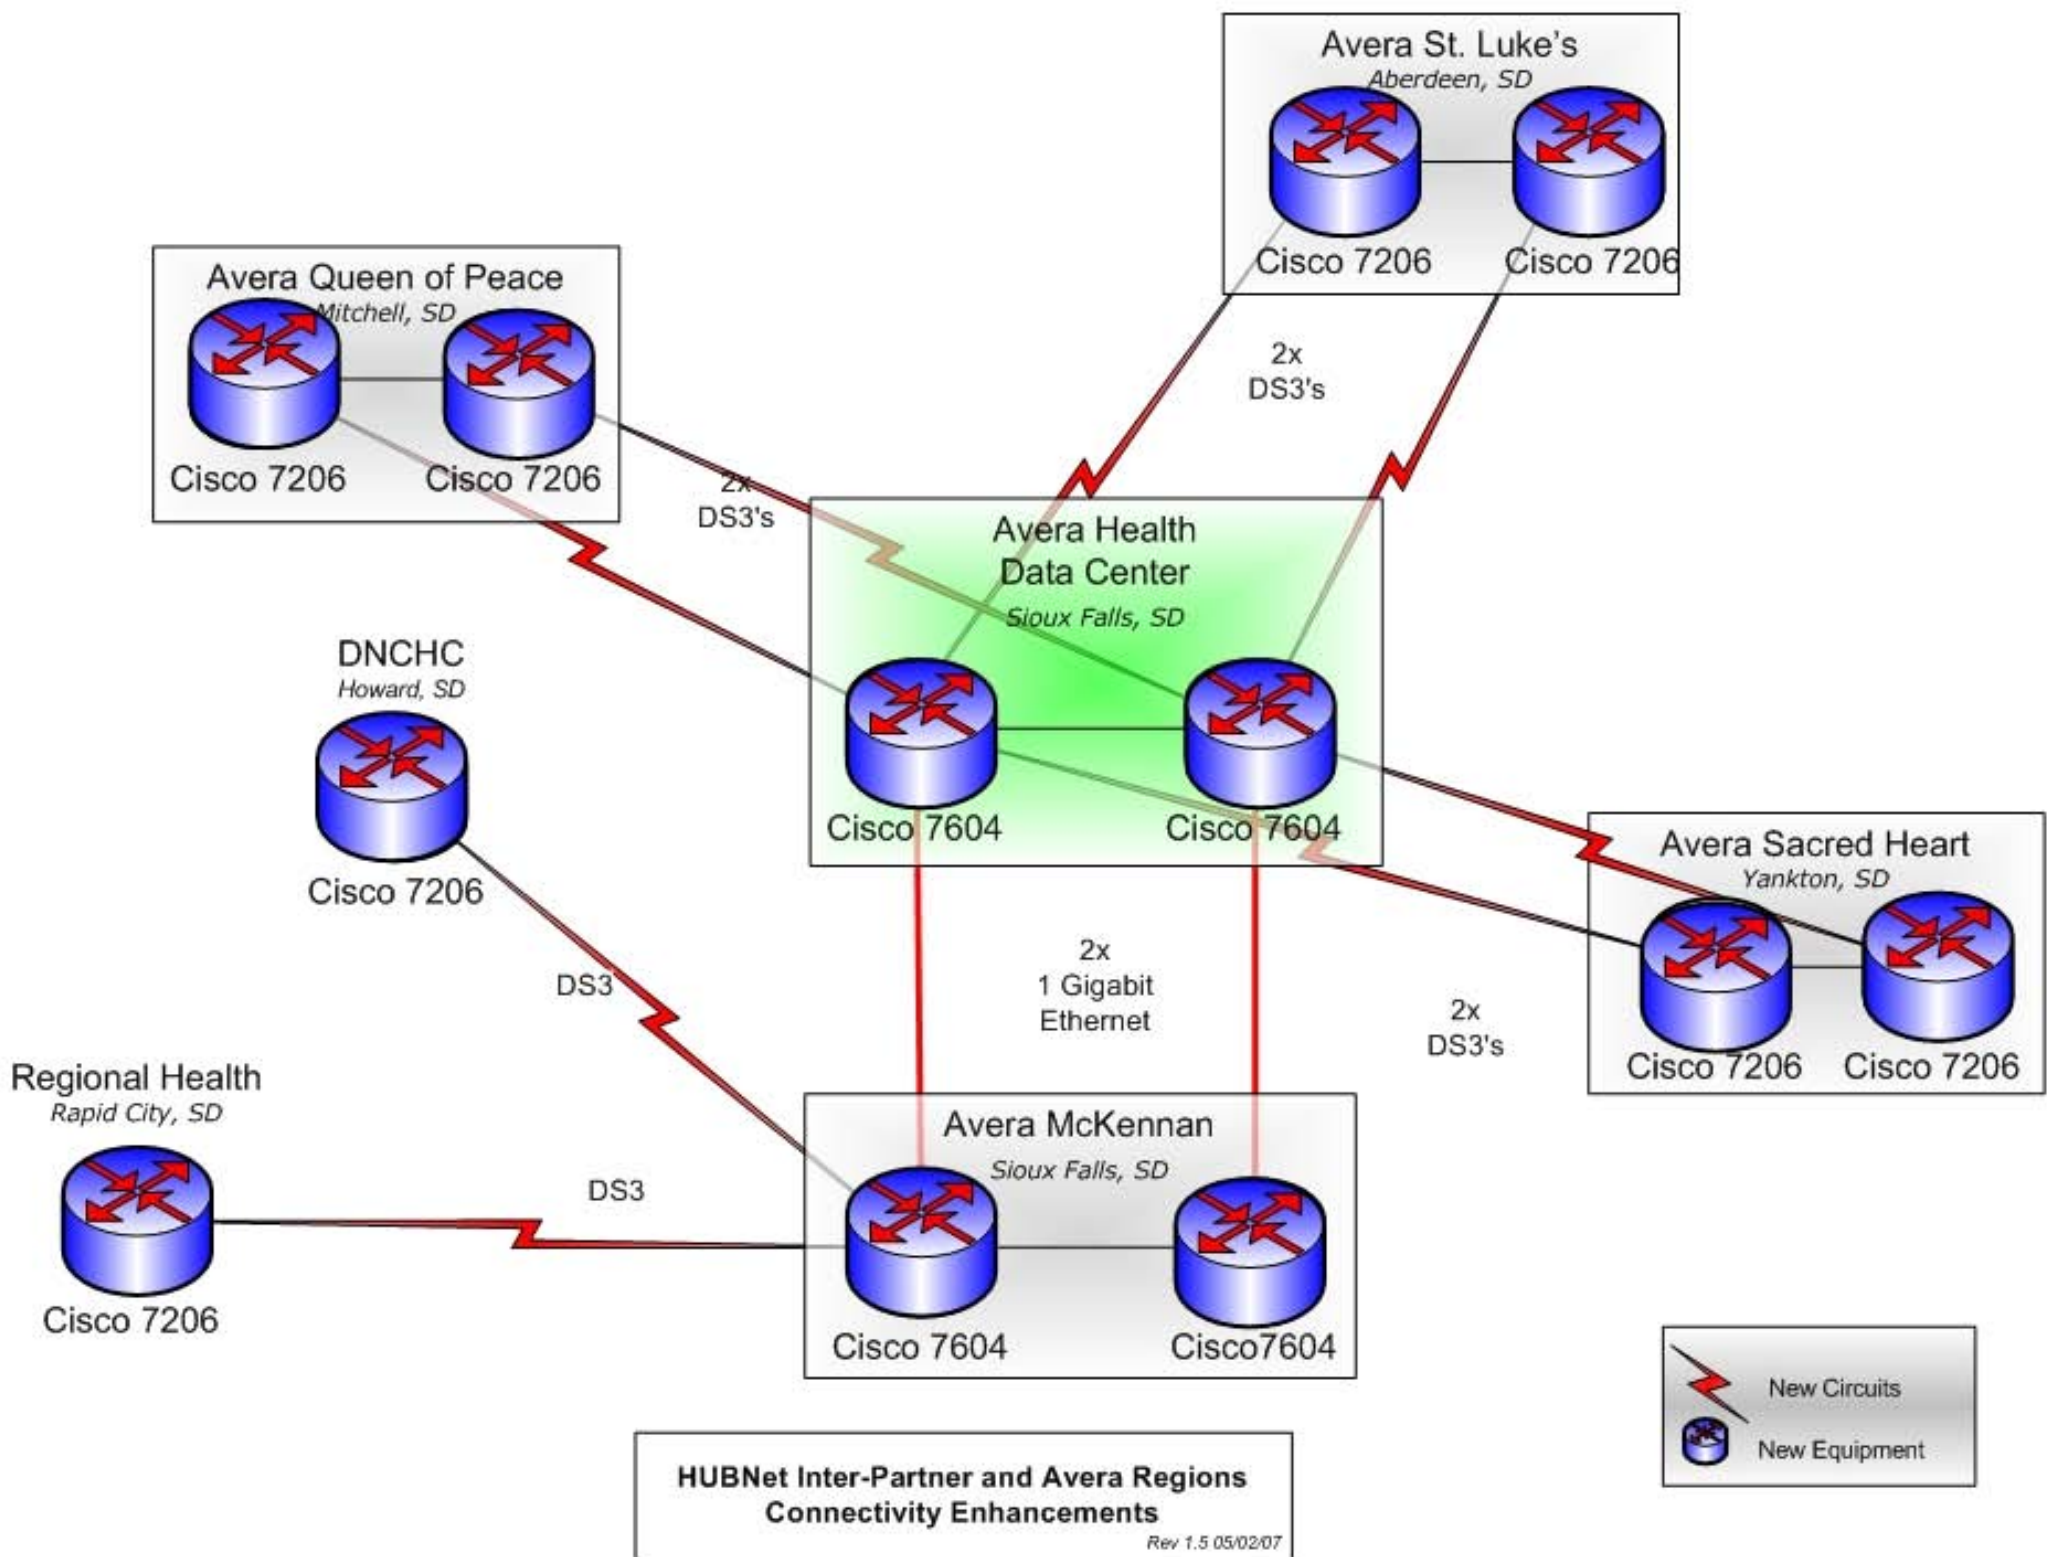 Avera St. Luke's
Aberdeen, SD
Cisco 7206
Cisco 7206
Avera Queen of Peace
Mitchell, SD
Cisco 7206
Cisco 7206
2x
DS3's
2x
DS3's
Avera Health
Data Center
Sioux Falls, SD
Cisco 7604
Cisco 7604
DNCHC
Howard, SD
Cisco 7206
Avera Sacred Heart
Yankton, SD
Cisco 7206
Cisco 7206
DS3
2x
1 Gigabit
Ethernet
2x
DS3's
Regional Health
Rapid City, SD
Cisco 7206
DS3
Avera McKennan
Sioux Falls, SD
Cisco 7604
Cisco7604
New Circuits
New Equipment
HUBNet Inter-Partner and Avera Regions
Connectivity Enhancements
Rev 1.5 05/02/07